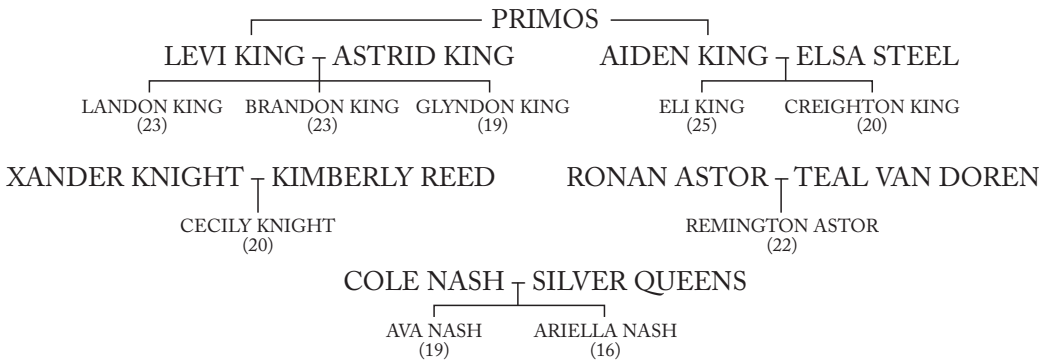 PRIMOS
LEVI KING ASTRID KING AIDEN KING ELSA STEEL
LANDON KING BRANDON KING GLYNDON KING ELI KING CREIGHTON KING
(23) (23) (19) (25) (20)
XANDER KNIGHT KIMBERLY REED RONAN ASTOR TEAL VAN DOREN
CECILY KNIGHT REMINGTON ASTOR
(20) (22)
COLE NASH SILVER QUEENS
AVA NASH ARIELLA NASH
(19) (16)